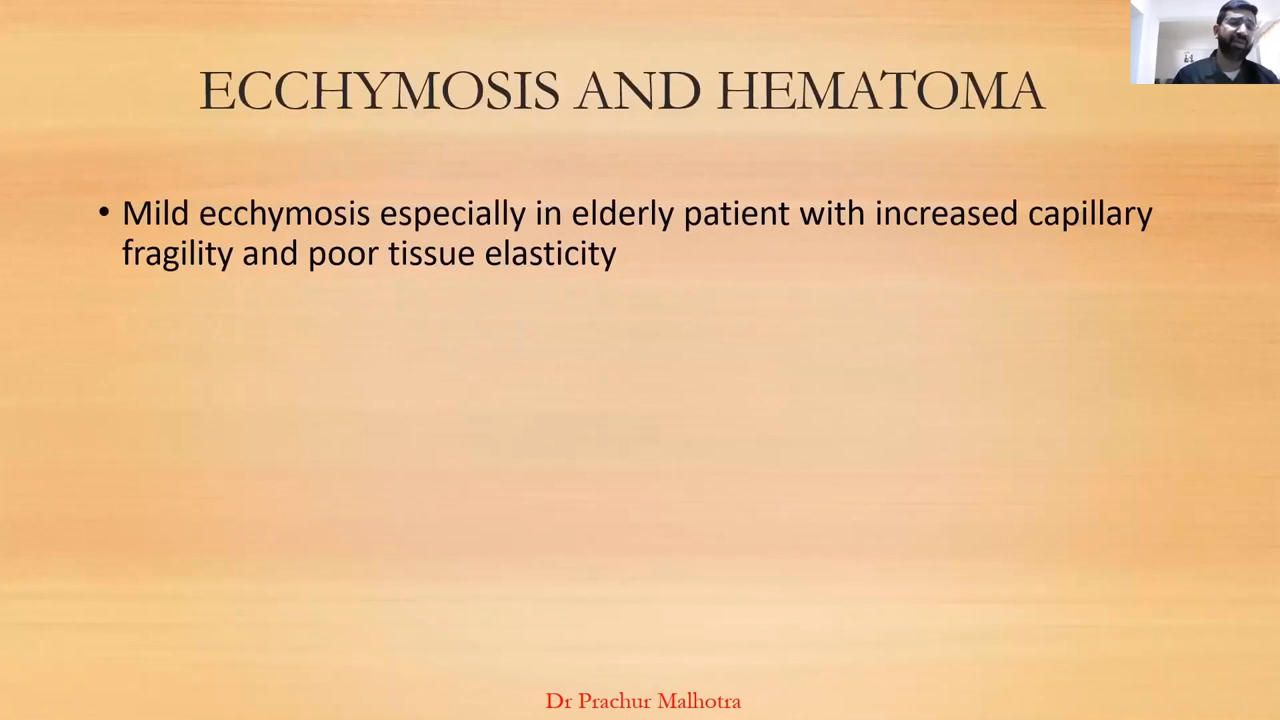 ECCHYMOSIS AND HEMATOMA
• Mild ecchymosis especially in elderly patient with increased capillary
fragility and poor tissue elasticity
Dr Prachur Malhotra